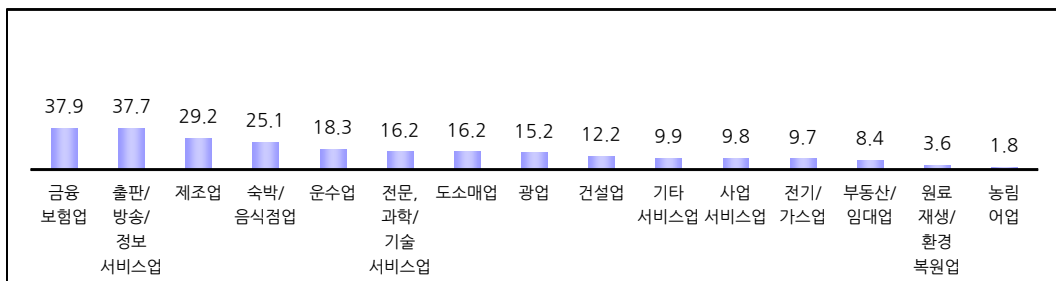 37.9 37.7 29.2 25.1 18.3 16.2 16.2 15.2 12.2 9.9 9.8 9.7 8.4 3.6 1.8
금융 출판/ 제조업 숙박/ 운수업 전문, 도소매업 광업 건설업 기타 사업 전기/ 부동산/ 원료 농림
보험업 방송/ 음식점업 과학/ 서비스업 서비스업 가스업 임대업 재생/ 어업
정보 기술 환경
서비스업 서비스업 복원업